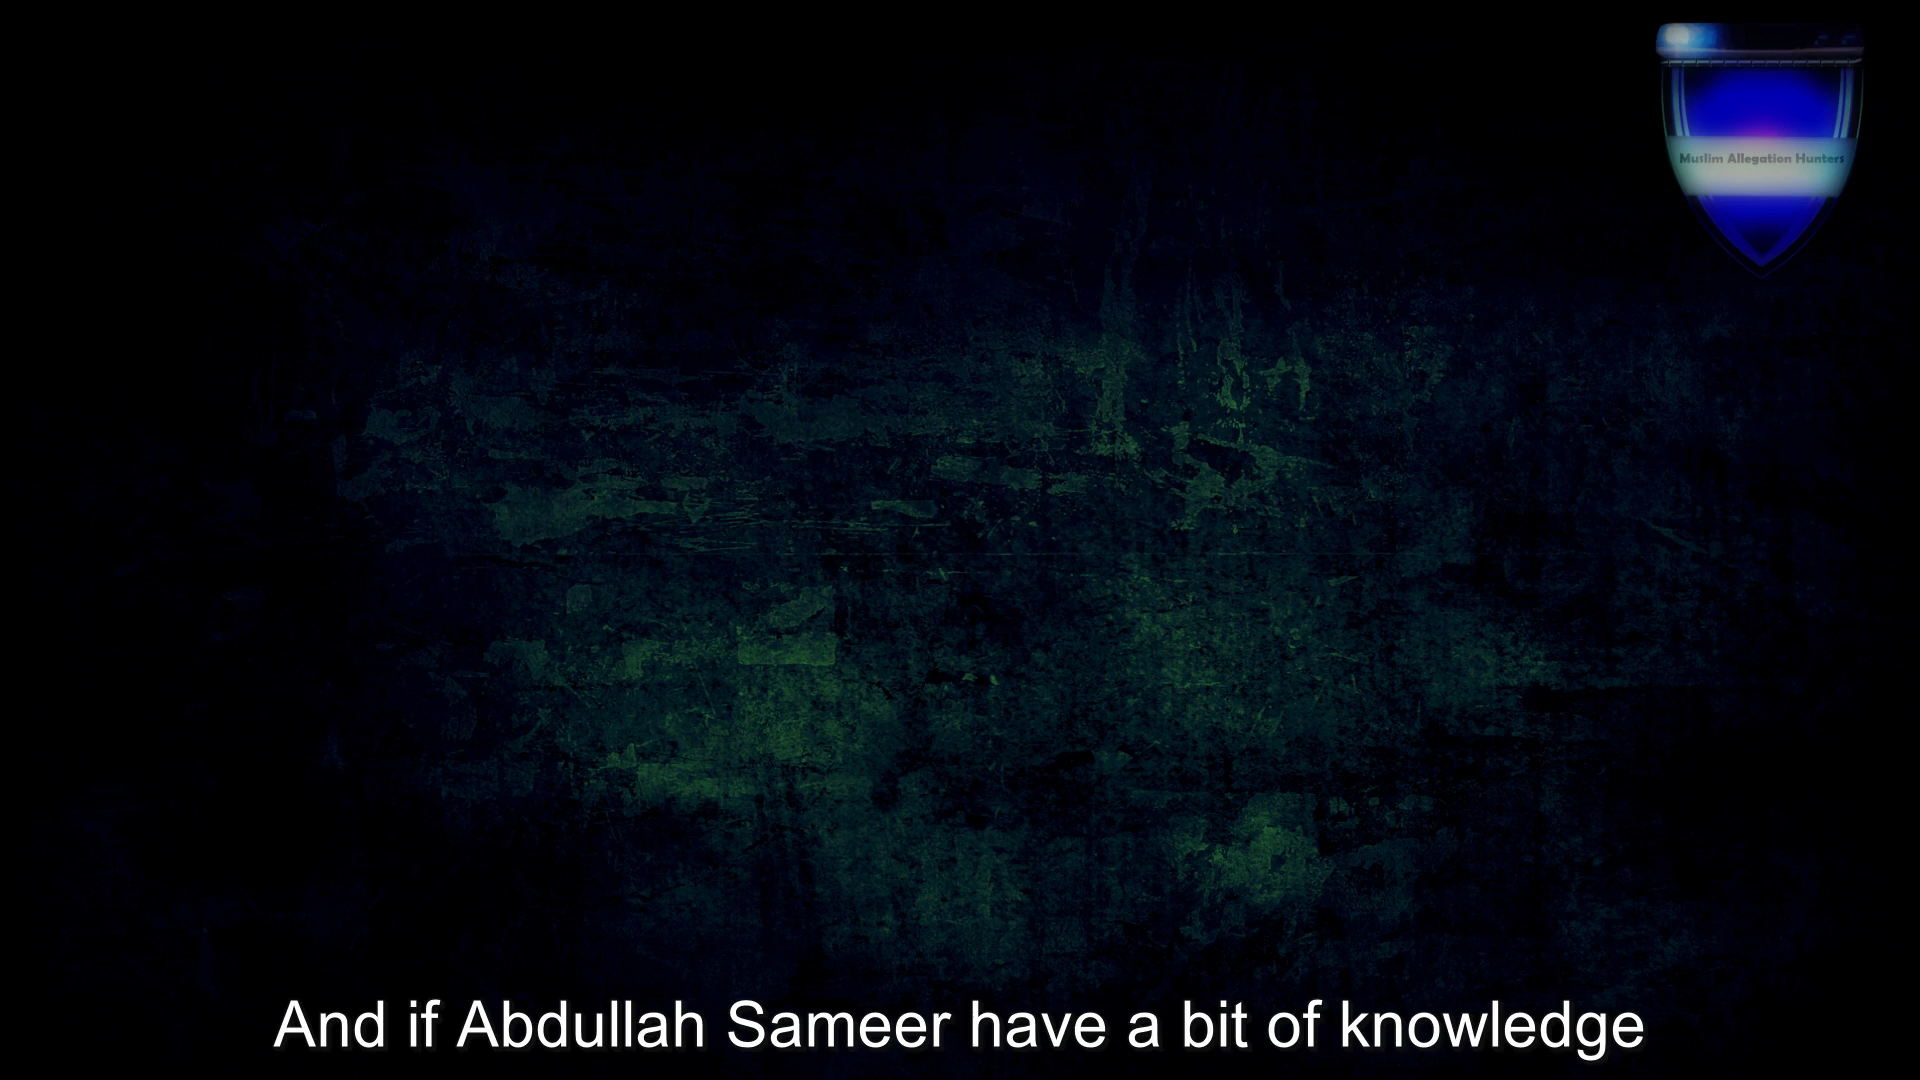 Muslim Allegation Hunters
And if Abdullah Sameer have a bit of knowledge